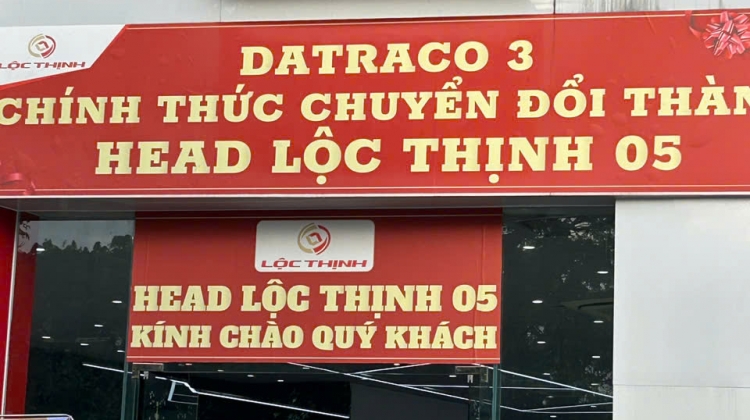 LỘC THỊNH
DATRACO 3
CHÍNH THỨC CHUYỂN ĐỔI
HEAD LỘC THỊNH 05
LỘC THỊNH
HEAD LỘC THỊNH 05
KÍNH CHÀO QUÝ KHÁCH